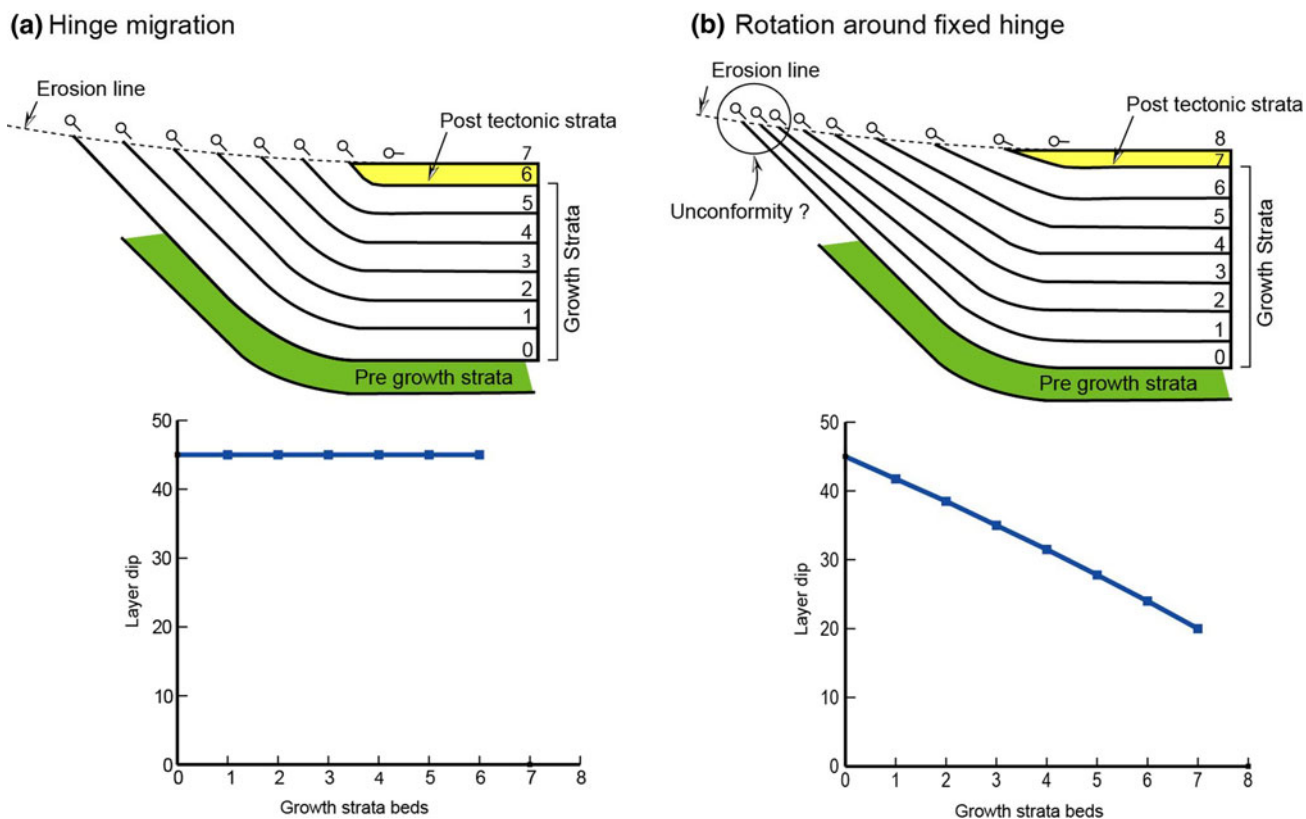 (a) Hinge migration
Erosion line
Post tectonic strata
7
6
5
4
3
2
1
0
Growth Strata
Pre growth strata
50
40
30
20
10
0
Layer dip
0 1 2 3 4 5 6 7 8
Growth strata beds
(b) Rotation around fixed hinge
Erosion line
Post tectonic strata
Unconformity ?
8
7
6
5
4
3
2
1
0
Growth Strata
Pre growth strata
50
40
30
20
10
0
Layer dip
0 1 2 3 4 5 6 7 8
Growth strata beds